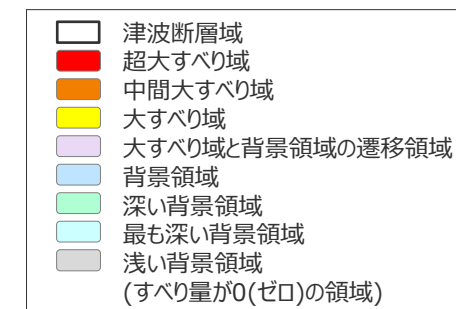 津波断層域
超大すべり域
中間大すべり域
大すべり域
大すべり域と背景領域の遷移領域
背景領域
深い背景領域
最も深い背景領域
浅い背景領域
(すべり量が0(ゼロ)の領域)